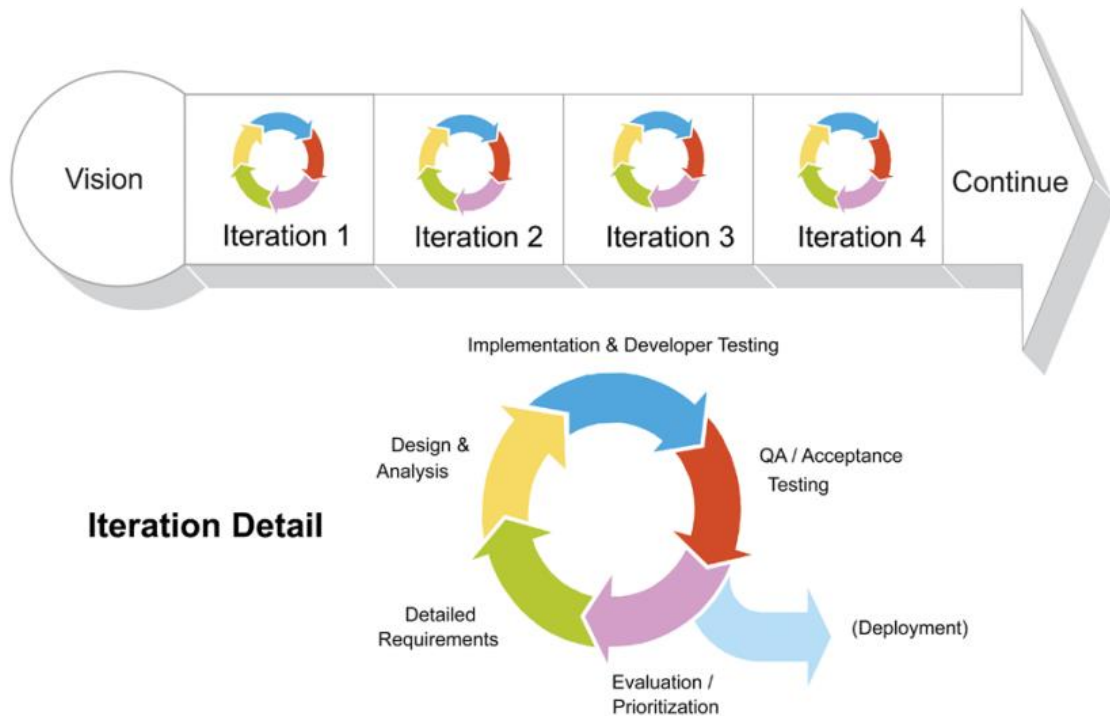 Vision
Iteration 1
Iteration 2
Iteration 3
Iteration 4
Continue
Implementation & Developer Testing
Design &
Analysis
QA / Acceptance
Testing
Iteration Detail
Detailed
Requirements
(Deployment)
Evaluation /
Prioritization